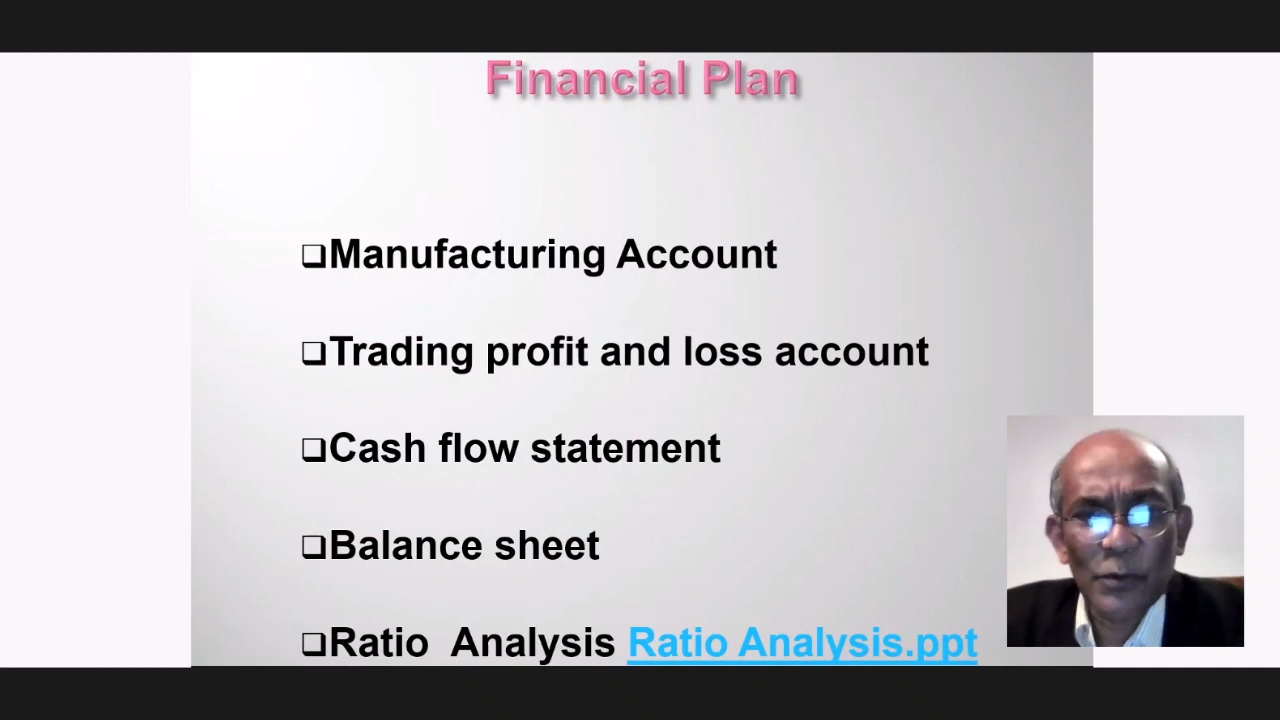 Financial Plan
❑Manufacturing Account
❑Trading profit and loss account
❑Cash flow statement
❑Balance sheet
❑Ratio  Analysis Ratio Analysis.ppt